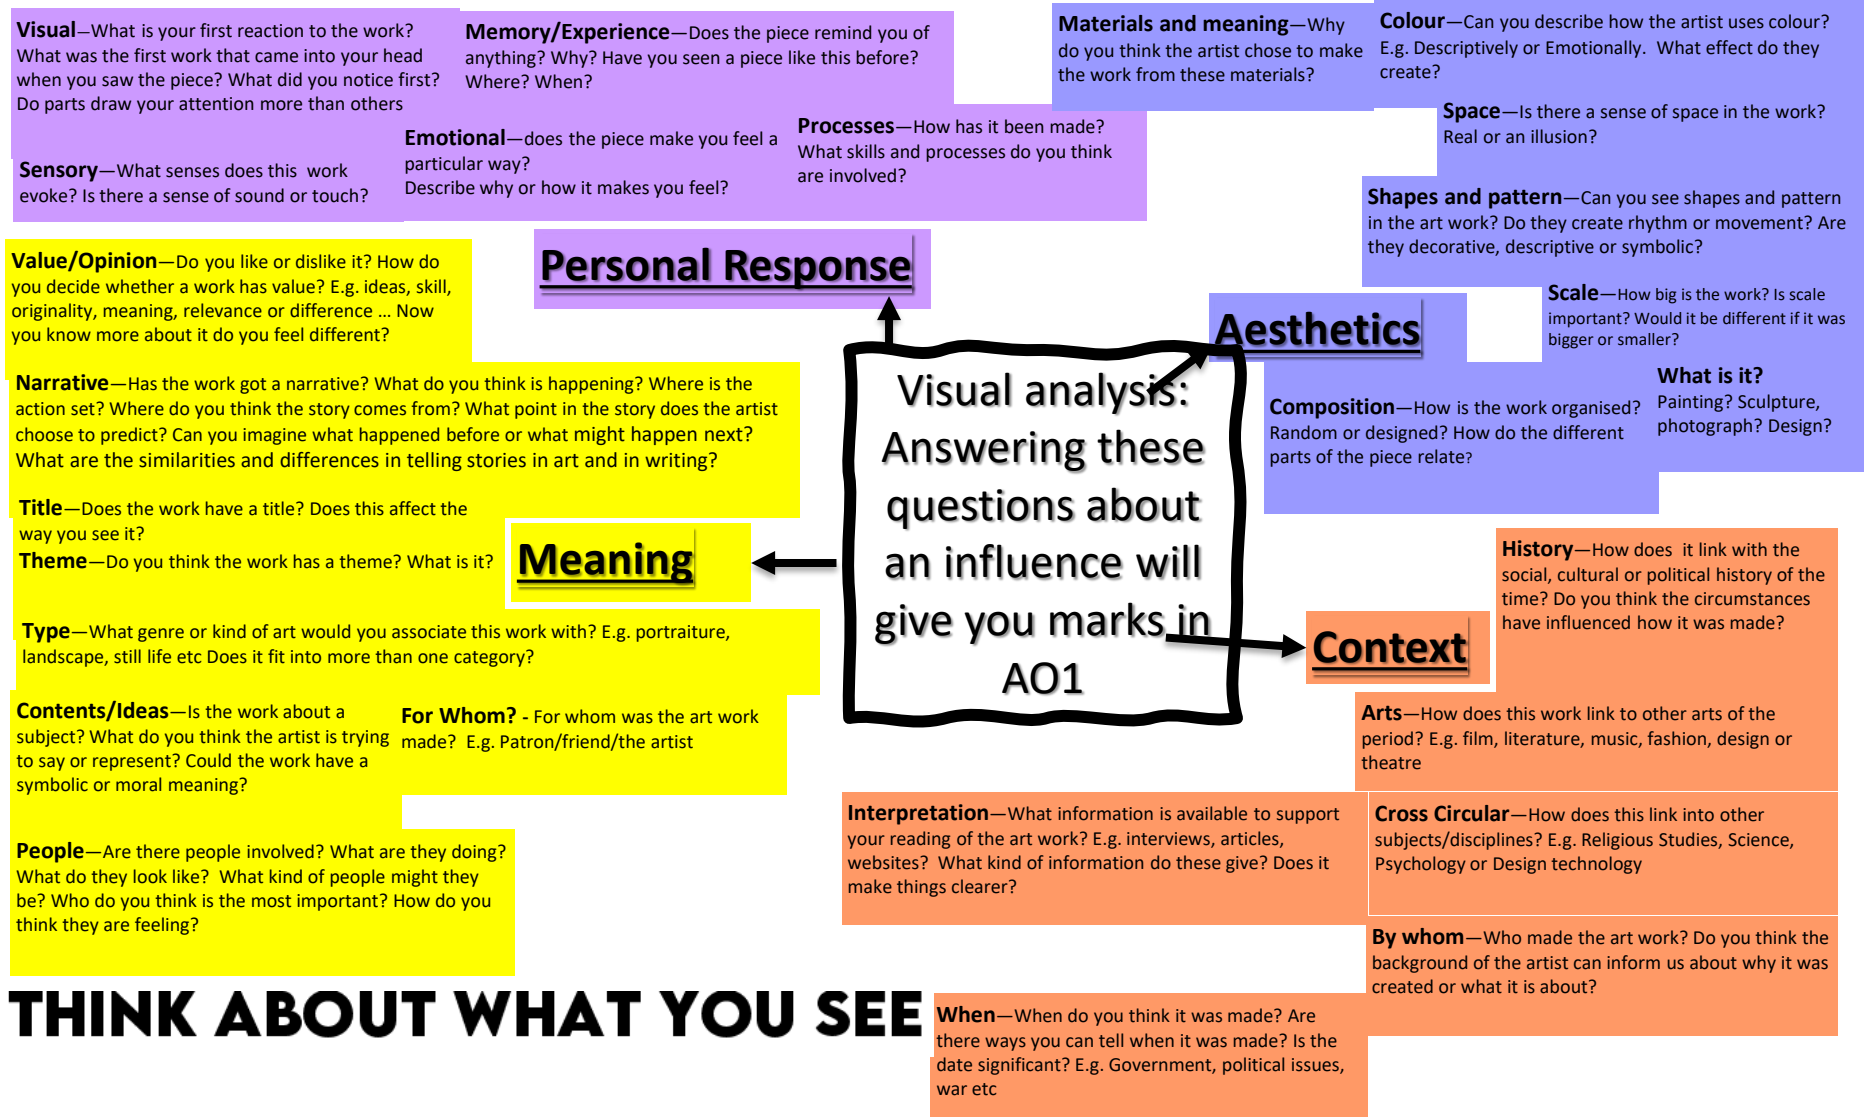 Visual—What is your first reaction to the work?
What was the first work that came into your head
when you saw the piece? What did you notice first?
Do parts draw your attention more than others
Sensory—What senses does this work
evoke? Is there a sense of sound or touch?
Memory/Experience—Does the piece remind you of
anything? Why? Have you seen a piece like this before?
Where? When?
Emotional—does the piece make you feel a
particular way?
Describe why or how it makes you feel?
Processes—How has it been made?
What skills and processes do you think
are involved?
Personal Response
Materials and meaning—Why
do you think the artist chose to make
the work from these materials?
Colour—Can you describe how the artist uses colour?
E.g. Descriptively or Emotionally. What effect do they
create?
Space—Is there a sense of space in the work?
Real or an illusion?
Shapes and pattern—Can you see shapes and pattern
in the art work? Do they create rhythm or movement? Are
they decorative, descriptive or symbolic?
Scale—How big is the work? Is scale
important? Would it be different if it was
bigger or smaller?
Aesthetics
What is it?
Painting? Sculpture,
photograph? Design?
Composition—How is the work organised?
Random or designed? How do the different
parts of the piece relate?
Value/Opinion—Do you like or dislike it? How do
you decide whether a work has value? E.g. ideas, skill,
originality, meaning, relevance or difference ... Now
you know more about it do you feel different?
Narrative—Has the work got a narrative? What do you think is happening? Where is the
action set? Where do you think the story comes from? What point in the story does the artist
choose to predict? Can you imagine what happened before or what might happen next?
What are the similarities and differences in telling stories in art and in writing?
Title—Does the work have a title? Does this affect the
way you see it?
Theme—Do you think the work has a theme? What is it?
Meaning
Type—What genre or kind of art would you associate this work with? E.g. portraiture,
landscape, still life etc Does it fit into more than one category?
Contents/Ideas—Is the work about a
subject? What do you think the artist is trying
to say or represent? Could the work have a
symbolic or moral meaning?
For Whom? - For whom was the art work
made? E.g. Patron/friend/the artist
People—Are there people involved? What are they doing?
What do they look like? What kind of people might they
be? Who do you think is the most important? How do you
think they are feeling?
Visual analysis:
Answering these
questions about
an influence will
give you marks in
AO1
History—How does it link with the
social, cultural or political history of the
time? Do you think the circumstances
have influenced how it was made?
Context
Arts—How does this work link to other arts of the
period? E.g. film, literature, music, fashion, design or
theatre
Interpretation—What information is available to support
your reading of the art work? E.g. interviews, articles,
websites? What kind of information do these give? Does it
make things clearer?
Cross Circular—How does this link into other
subjects/disciplines? E.g. Religious Studies, Science,
Psychology or Design technology
By whom—Who made the art work? Do you think the
background of the artist can inform us about why it was
created or what it is about?
When—When do you think it was made? Are
there ways you can tell when it was made? Is the
date significant? E.g. Government, political issues,
war etc
THINK ABOUT WHAT YOU SEE